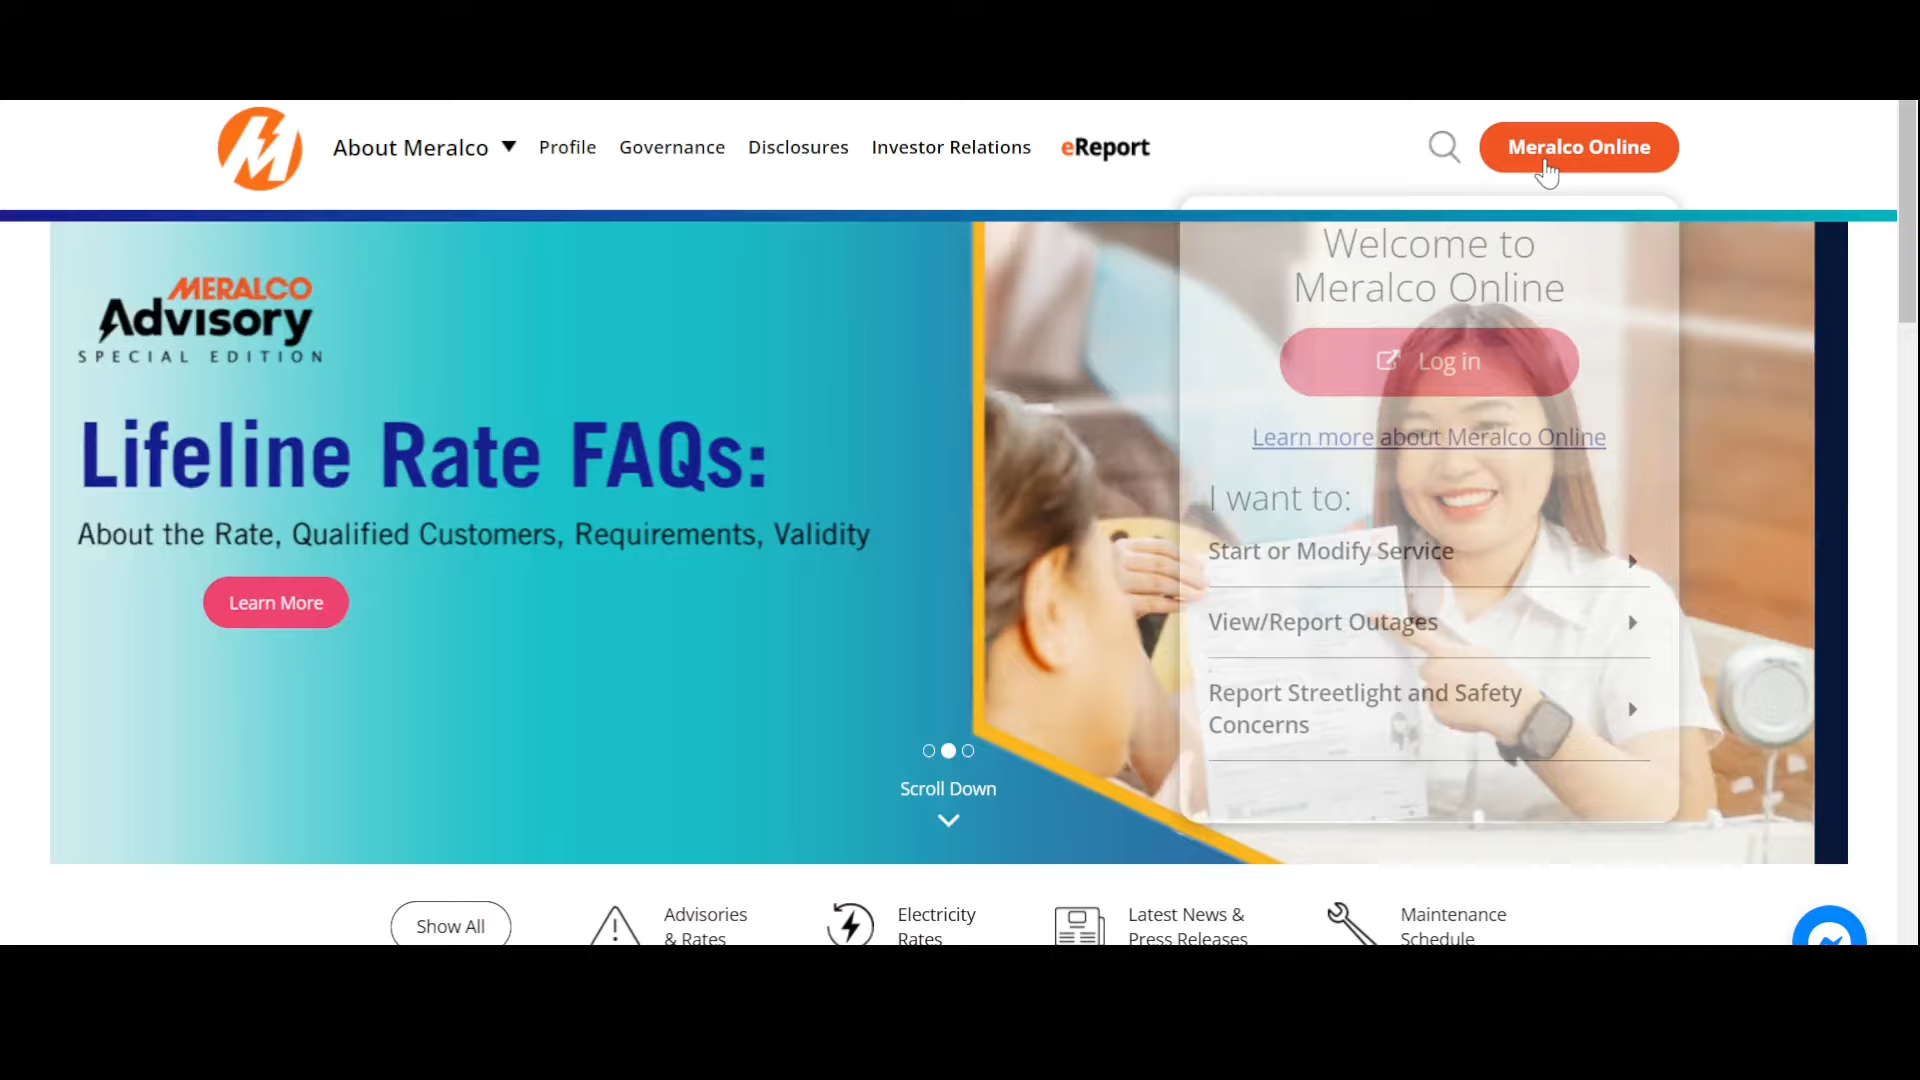 About Meralco ▼ Profile Governance Disclosures Investor Relations eReport Meralco Online
MERALCO
Advisory
SPECIAL EDITION
Lifeline Rate FAQs:
About the Rate, Qualified Customers, Requirements, Validity
Learn More
Scroll Down
Welcome to
Meralco Online
Log in
Learn more about Meralco Online
I want to:
Start or Modify Service
View/Report Outages
Report Streetlight and Safety
Concerns
Show All
Advisories
& Rates
Electricity
Rates
Latest News &
Press Releases
Maintenance
Schedule